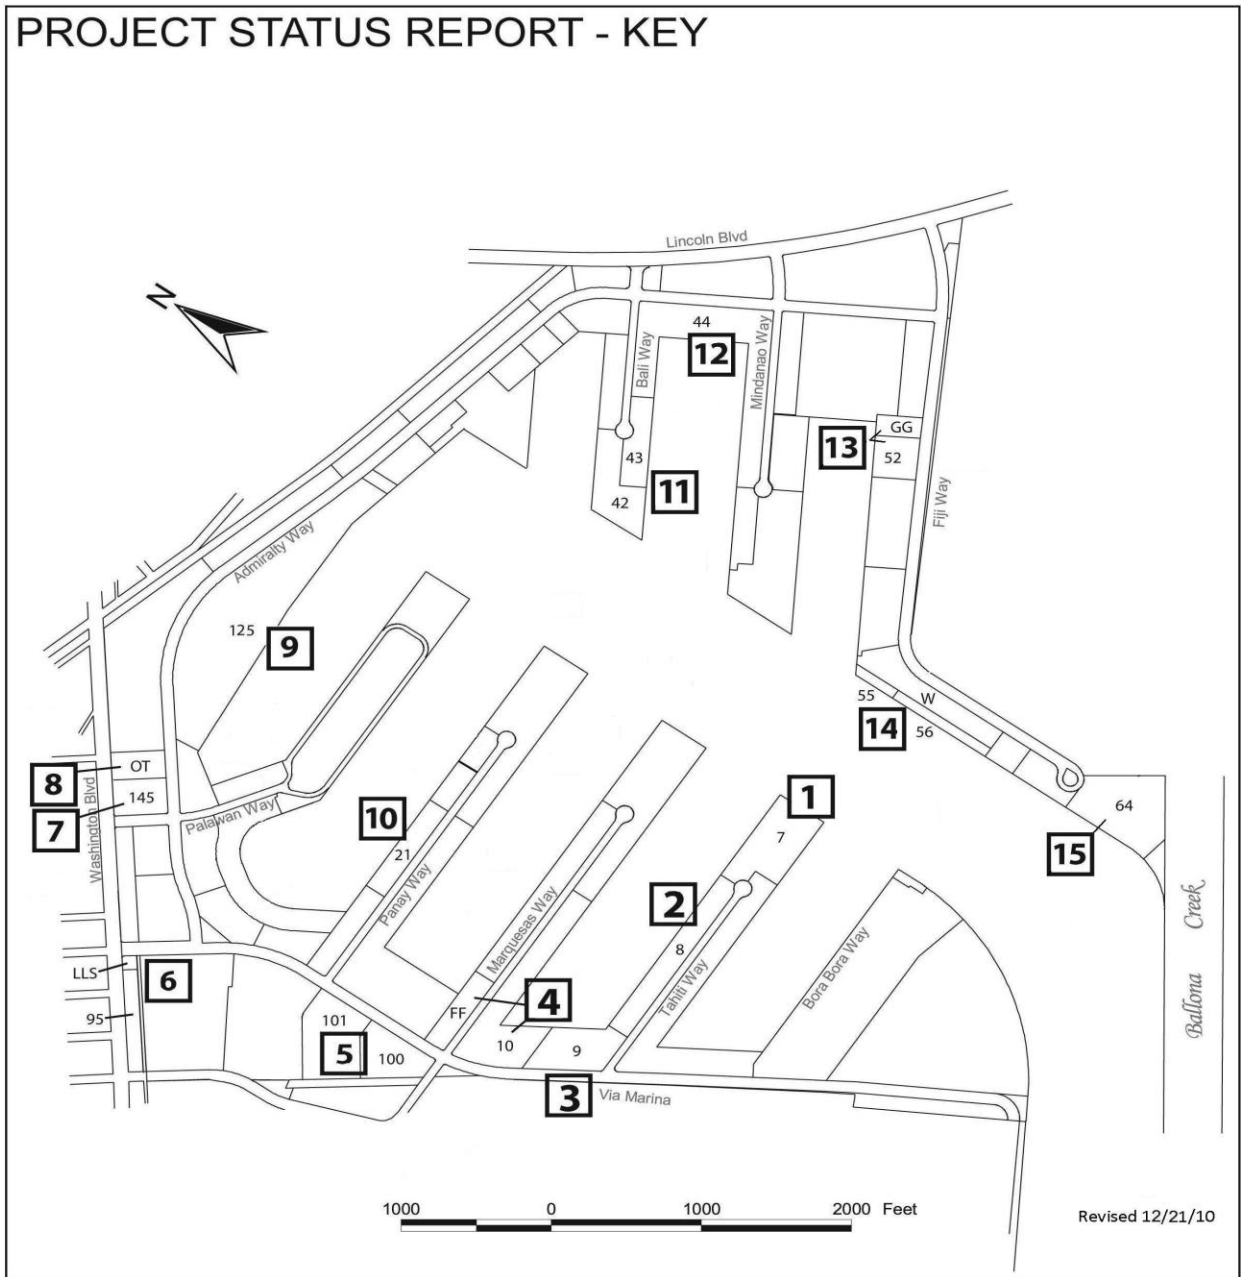 PROJECT STATUS REPORT - KEY
N
Lincoln Blvd
44
12
Bali Way
Mindanao Way
GG
13
52
43
42
11
Fiji Way
Admiralty Way
125
9
55
W
14
56
OT
8
145
7
Washington Blvd
Palawan Way
10
21
Panay Way
1
7
64
15
2
8
Marquesas Way
Tahiti Way
Bora Bora Way
Ballona Creek
LLS
6
95
4
FF
10
101
5
100
9
3
Via Marina
1000 0 1000 2000 Feet
Revised 12/21/10